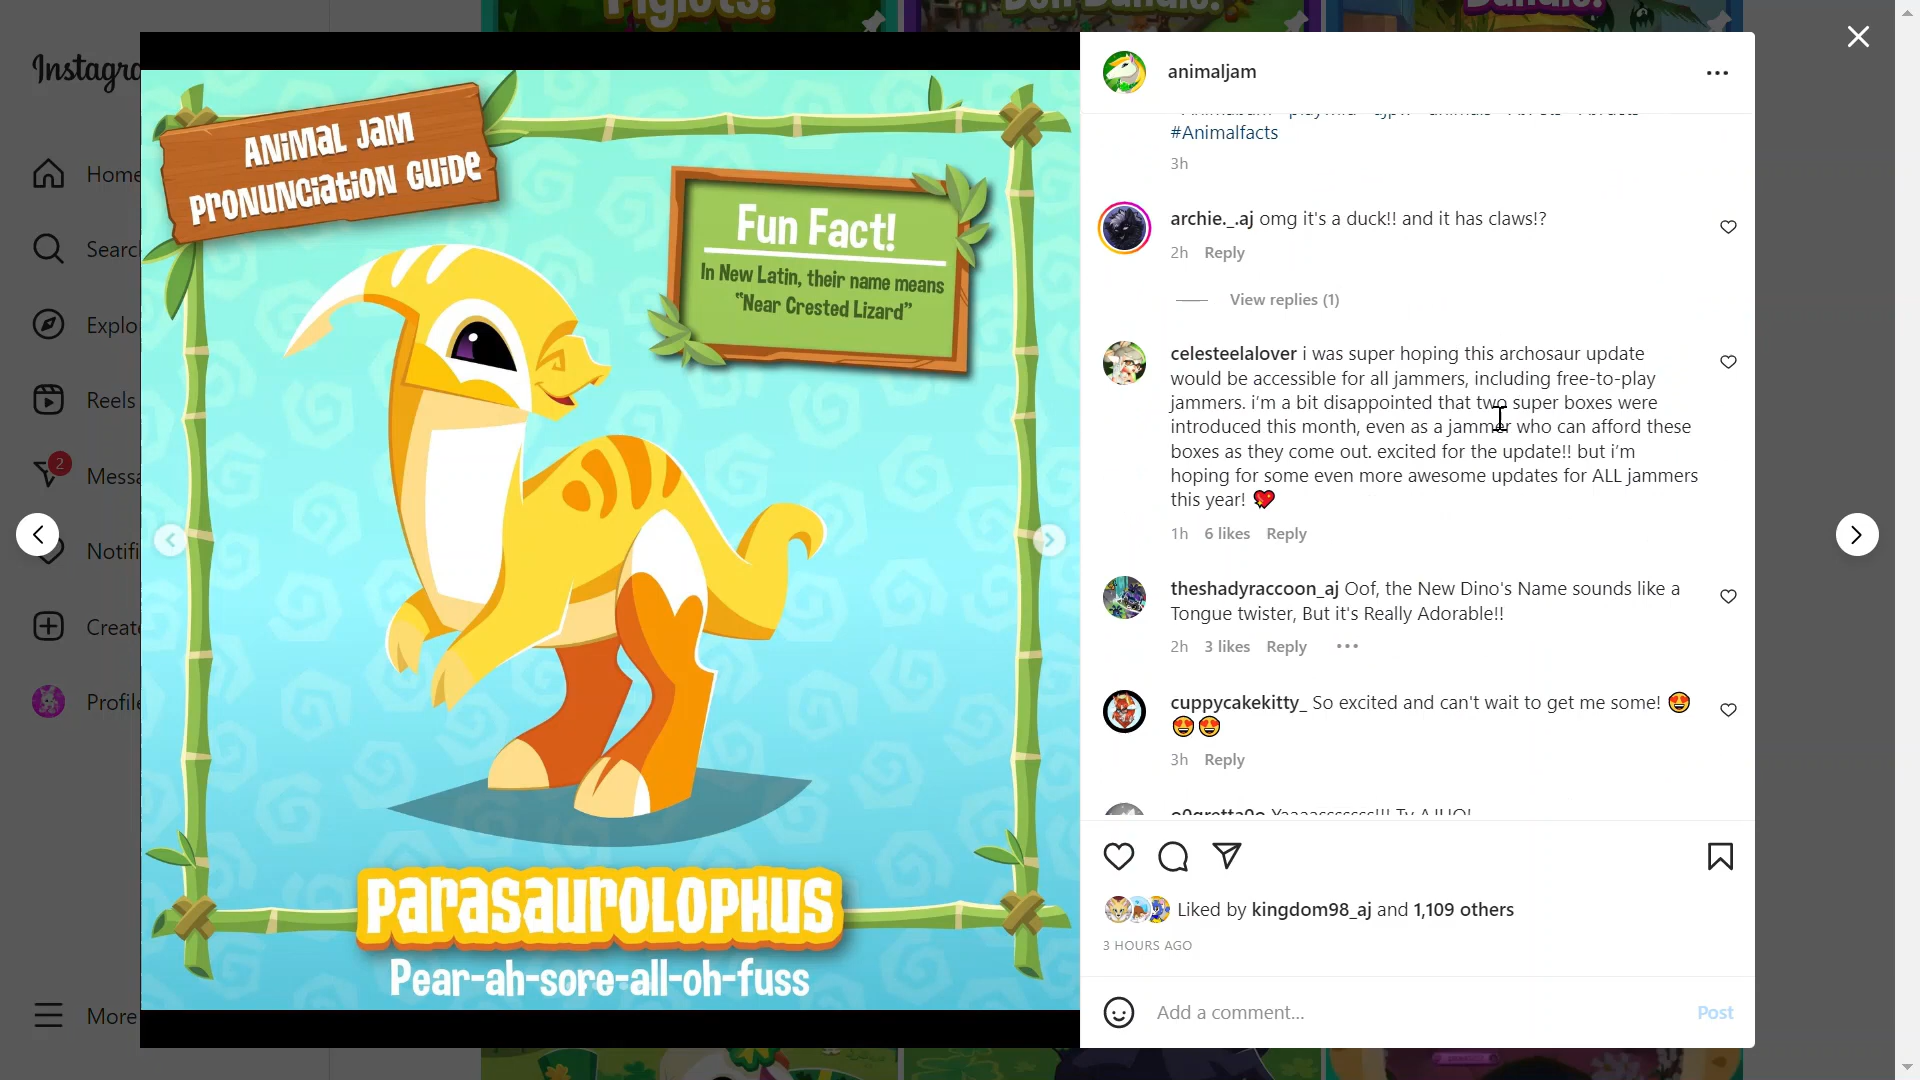 Piglets!
Bundle!
Instagra
Home
Searc
Explo
Reels
2
Messa
Notifi
Create
Profile
More
ANIMAL JAM
PRONUNCIATION GUIDE
Fun Fact!
In New Latin, their name means
"Near Crested Lizard"
PARASAUROLOPHUS
Pear-ah-sore-all-oh-fuss
animaljam
#Animalfacts
3h
archie._.aj omg it's a duck!! and it has claws!?
2h Reply
View replies (1)
celesteelalover i was super hoping this archosaur update
would be accessible for all jammers, including free-to-play
jammers. i'm a bit disappointed that two super boxes were
introduced this month, even as a jammer who can afford these
boxes as they come out. excited for the update!! but i'm
hoping for some even more awesome updates for ALL jammers
this year! 💖
1h 6 likes Reply
theshadyraccoon_aj Oof, the New Dino's Name sounds like a
Tongue twister, But it's Really Adorable!!
2h 3 likes Reply
cuppycakekitty_ So excited and can't wait to get me some! 😍
😍😍
3h Reply
Liked by kingdom98_aj and 1,109 others
3 HOURS AGO
Add a comment...
Post